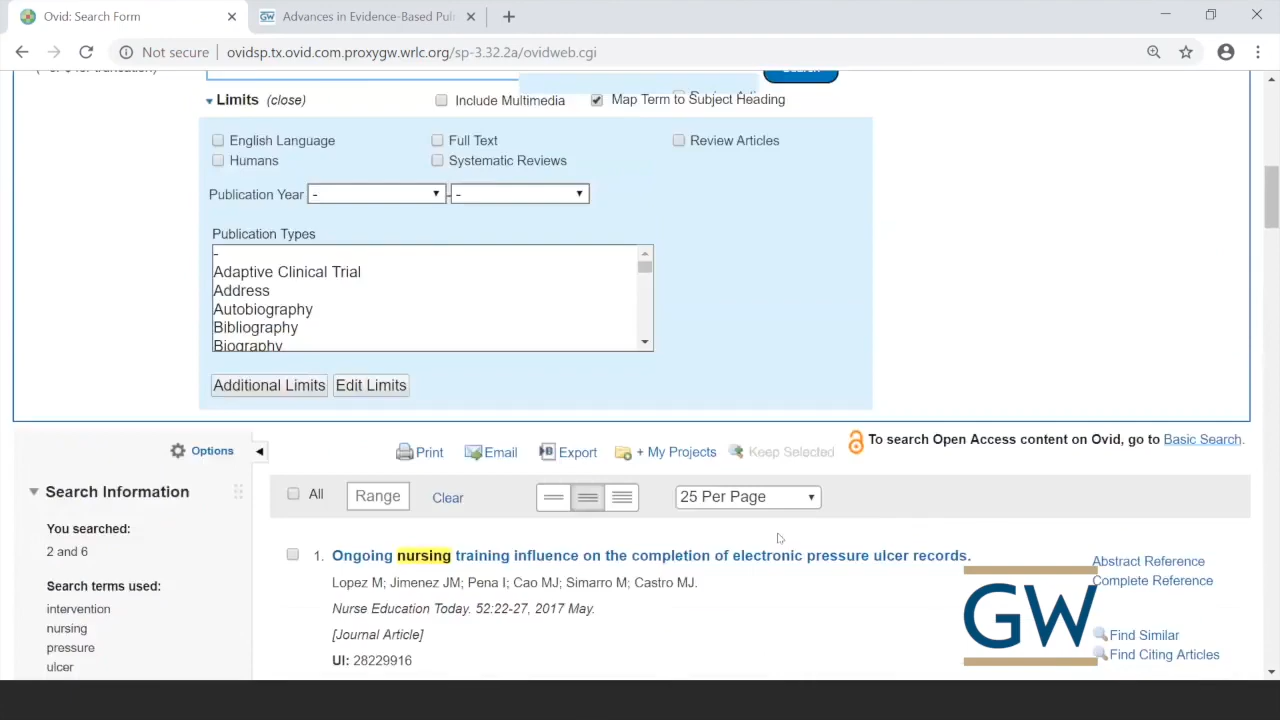 Ovid: Search Form
Advances in Evidence-Based Pul
Not secure
ovidsp.tx.ovid.com.proxygw.wrlc.org/sp-3.32.2a/ovidweb.cgi
Limits (close)
Include Multimedia
Map Term to Subject Heading
English Language
Full Text
Review Articles
Humans
Systematic Reviews
Publication Year - -
Publication Types
-
Adaptive Clinical Trial
Address
Autobiography
Bibliography
Biography
Additional Limits
Edit Limits
Options
Print
Email
Export
+ My Projects
Keep Selected
To search Open Access content on Ovid, go to Basic Search.
Search Information
All
Range
Clear
25 Per Page
You searched:
2 and 6
Search terms used:
intervention
nursing
pressure
ulcer
1. Ongoing nursing training influence on the completion of electronic pressure ulcer records.
Lopez M; Jimenez JM; Pena I; Cao MJ; Simarro M; Castro MJ.
Nurse Education Today. 52:22-27, 2017 May.
[Journal Article]
UI: 28229916
Abstract Reference
Complete Reference
GW
Find Similar
Find Citing Articles